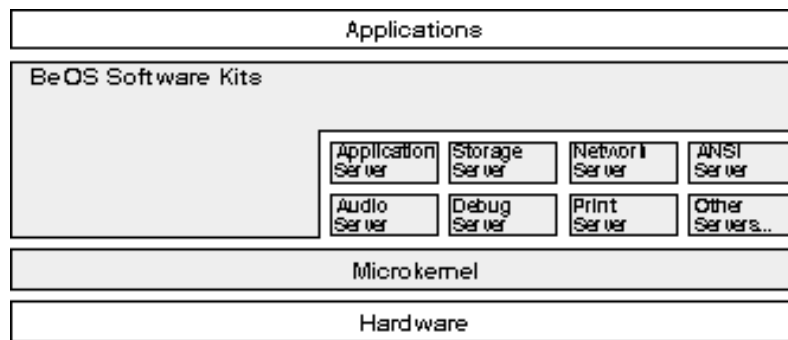 Applications
BeOS Software Kits
Application
Server
Storage
Server
Network
Server
ANSI
Server
Audio
Server
Debug
Server
Print
Server
Other
Servers...
Microkernel
Hardware